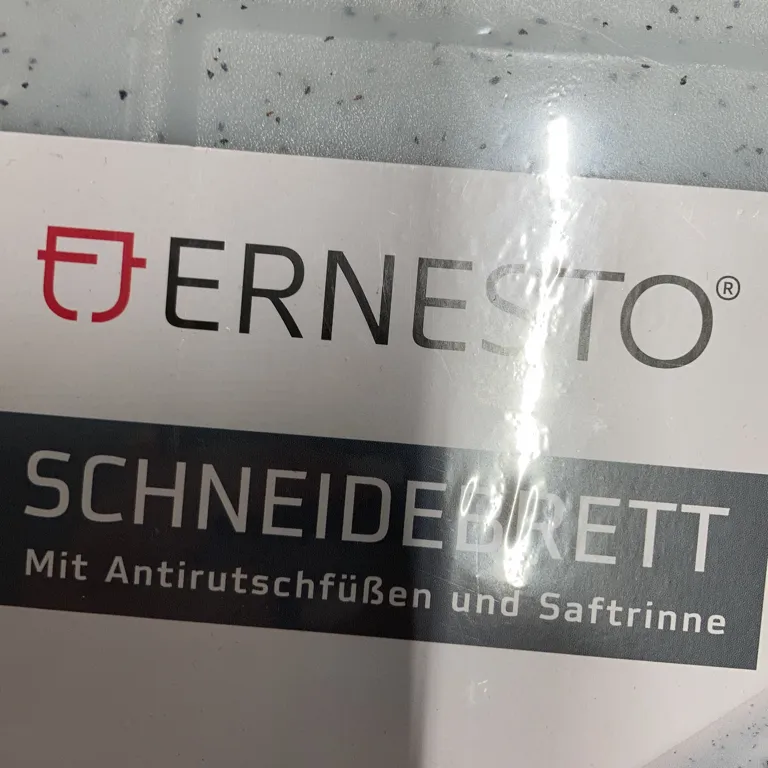 ERNESTO®
SCHNEIDEBRETT
Mit Antirutschfüßen und Saftrinne